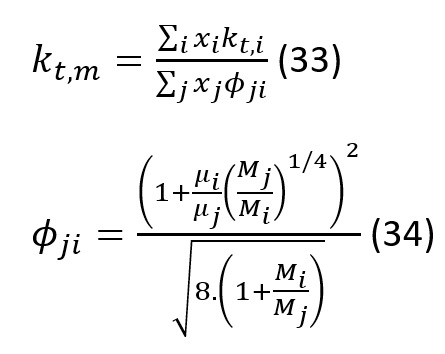 k_{t,m} = \frac{\sum_i x_i k_{t,i}}{\sum_j x_j \phi_{ji}} (33)
\phi_{ji} = \frac{\left(1+\frac{\mu_i}{\mu_j}\left(\frac{M_j}{M_i}\right)^{1/4}\right)^2}{\sqrt{8.\left(1+\frac{M_i}{M_j}\right)}} (34)